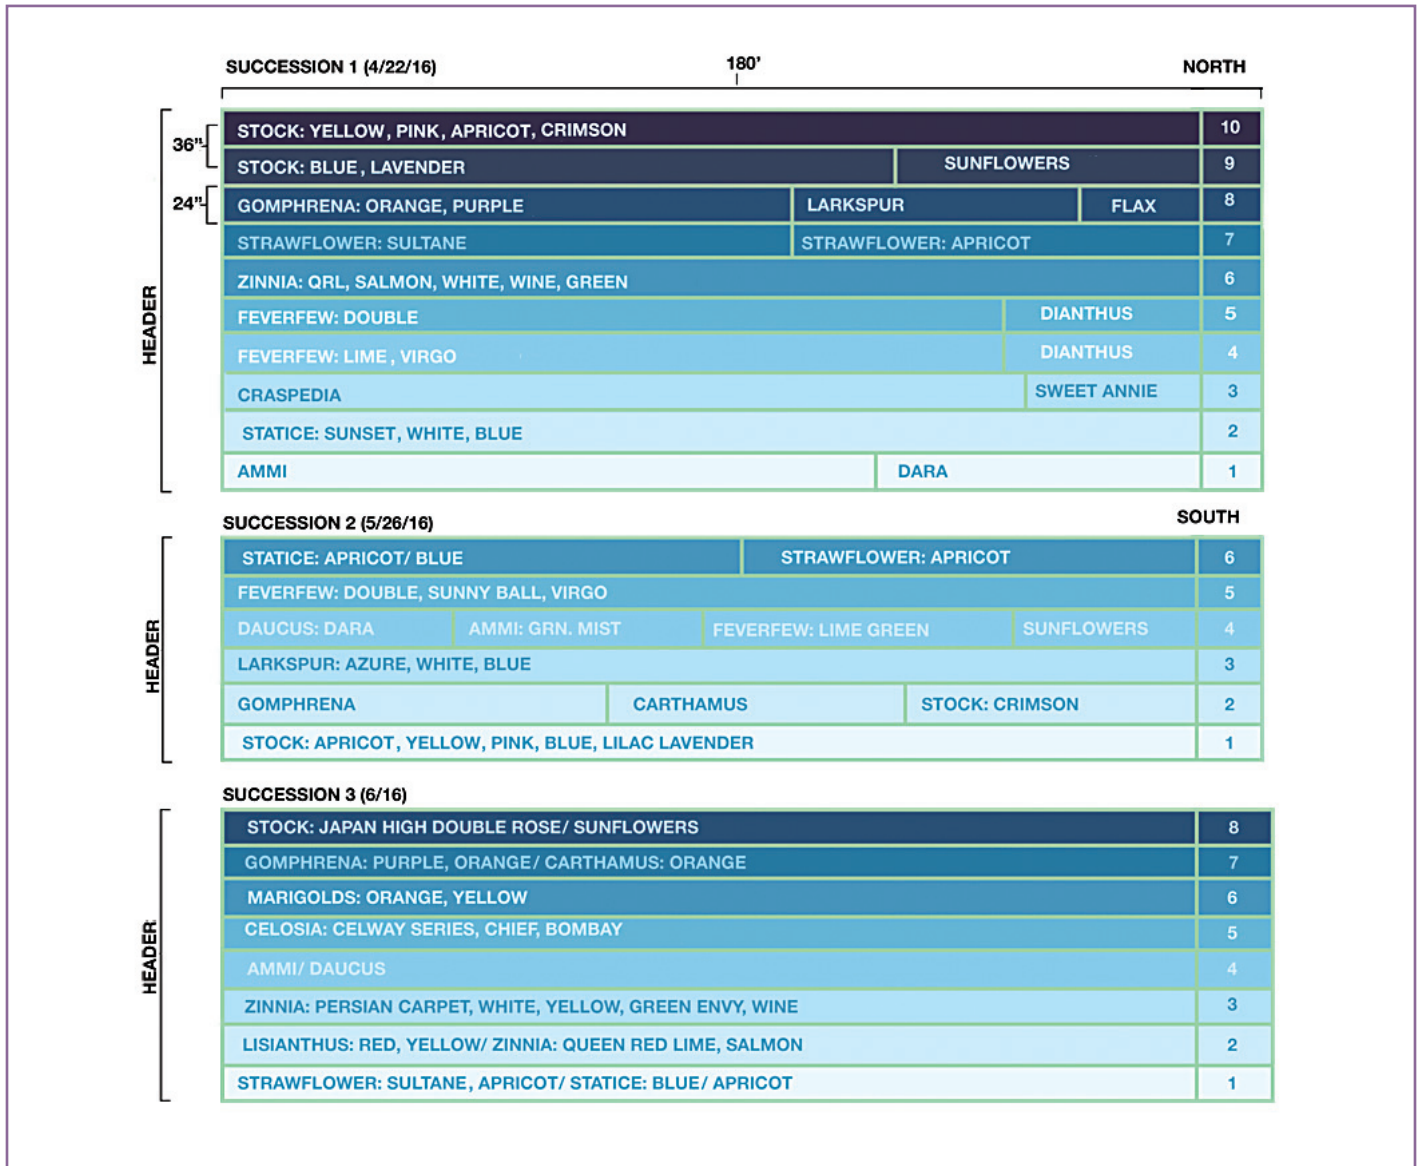 SUCCESSION 1 (4/22/16) 180’ NORTH
36”
24”
HEADER
STOCK: YELLOW, PINK, APRICOT, CRIMSON 10
STOCK: BLUE, LAVENDER SUNFLOWERS 9
GOMPHRENA: ORANGE, PURPLE LARKSPUR FLAX 8
STRAWFLOWER: SULTANE STRAWFLOWER: APRICOT 7
ZINNIA: QRL, SALMON, WHITE, WINE, GREEN 6
FEVERFEW: DOUBLE DIANTHUS 5
FEVERFEW: LIME, VIRGO DIANTHUS 4
CRASPEDIA SWEET ANNIE 3
STATICE: SUNSET, WHITE, BLUE 2
AMMI DARA 1
SUCCESSION 2 (5/26/16) SOUTH
HEADER
STATICE: APRICOT/ BLUE STRAWFLOWER: APRICOT 6
FEVERFEW: DOUBLE, SUNNY BALL, VIRGO 5
DAUCUS: DARA AMMI: GRN. MIST FEVERFEW: LIME GREEN SUNFLOWERS 4
LARKSPUR: AZURE, WHITE, BLUE 3
GOMPHRENA CARTHAMUS STOCK: CRIMSON 2
STOCK: APRICOT, YELLOW, PINK, BLUE, LILAC LAVENDER 1
SUCCESSION 3 (6/16)
HEADER
STOCK: JAPAN HIGH DOUBLE ROSE/ SUNFLOWERS 8
GOMPHRENA: PURPLE, ORANGE/ CARTHAMUS: ORANGE 7
MARIGOLDS: ORANGE, YELLOW 6
CELOSIA: CELWAY SERIES, CHIEF, BOMBAY 5
AMMI/ DAUCUS 4
ZINNIA: PERSIAN CARPET, WHITE, YELLOW, GREEN ENVY, WINE 3
LISIANTHUS: RED, YELLOW/ ZINNIA: QUEEN RED LIME, SALMON 2
STRAWFLOWER: SULTANE, APRICOT/ STATICE: BLUE/ APRICOT 1